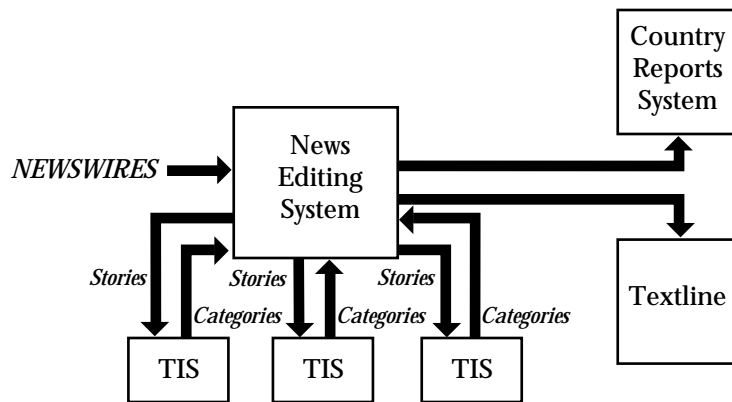 Country
Reports
System
News
Editing
System
NEWSWIRES
Stories
Stories
Stories
Textline
Categories
Categories
Categories
TIS
TIS
TIS